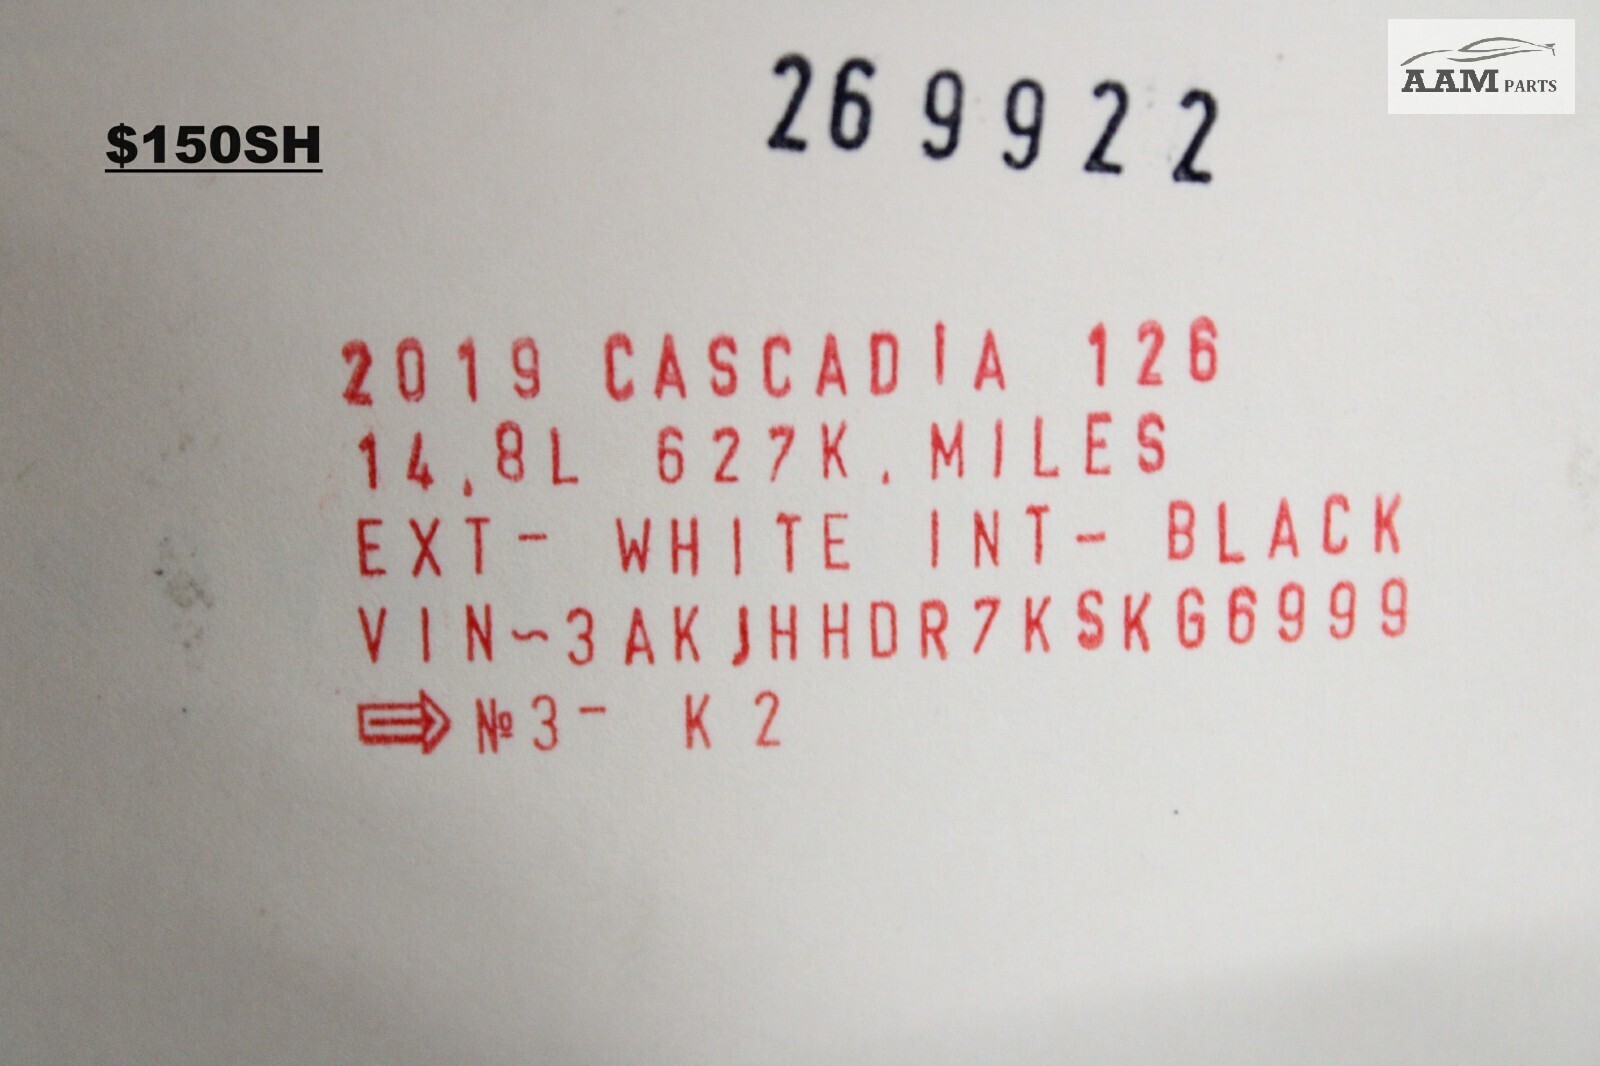 AAM PARTS
269922
$150SH
2019 CASCADIA 126
14.8L 627K. MILES
EXT- WHITE INT- BLACK
VIN-3AKJHHDR7KSKG6999
⇨ №3- K2